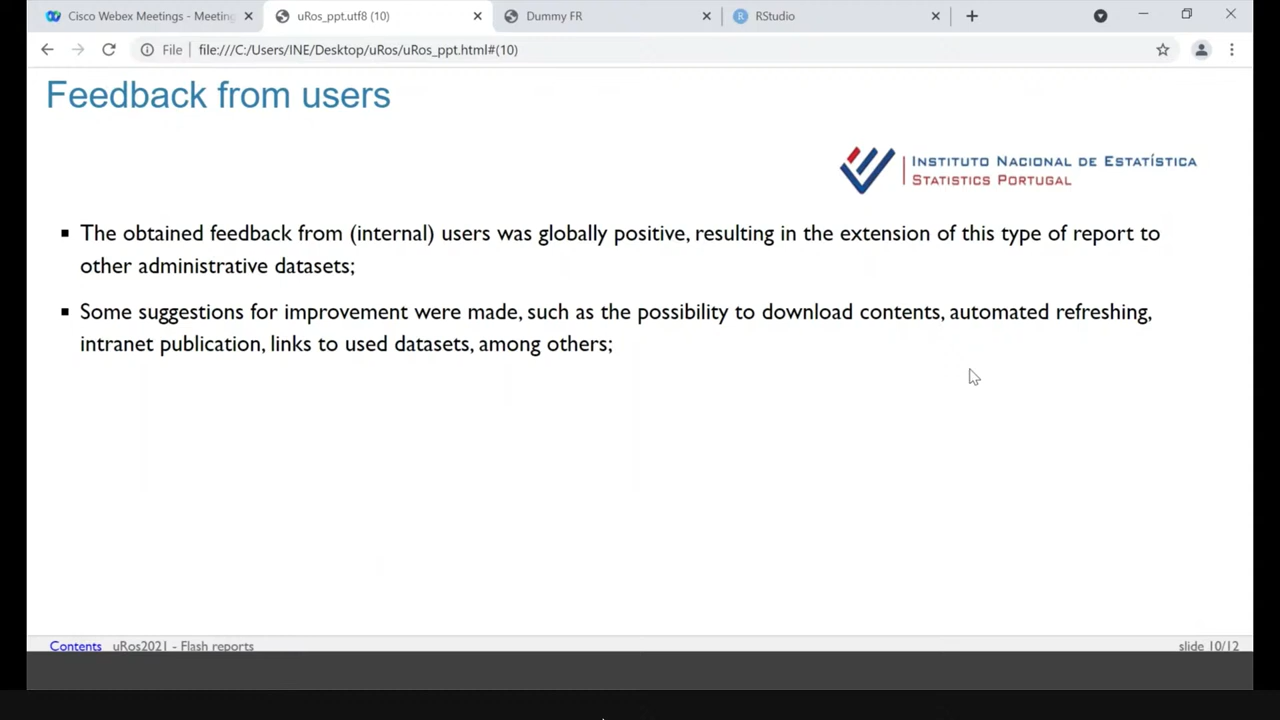 Cisco Webex Meetings - Meeting
uRos_ppt.utf8 (10)
Dummy FR
RStudio
File
file:///C:/Users/INE/Desktop/uRos/uRos_ppt.html#(10)
Feedback from users
INSTITUTO NACIONAL DE ESTATÍSTICA
STATISTICS PORTUGAL
▪ The obtained feedback from (internal) users was globally positive, resulting in the extension of this type of report to
other administrative datasets;
▪ Some suggestions for improvement were made, such as the possibility to download contents, automated refreshing,
intranet publication, links to used datasets, among others;
Contents uRos2021 - Flash reports
slide 10/12